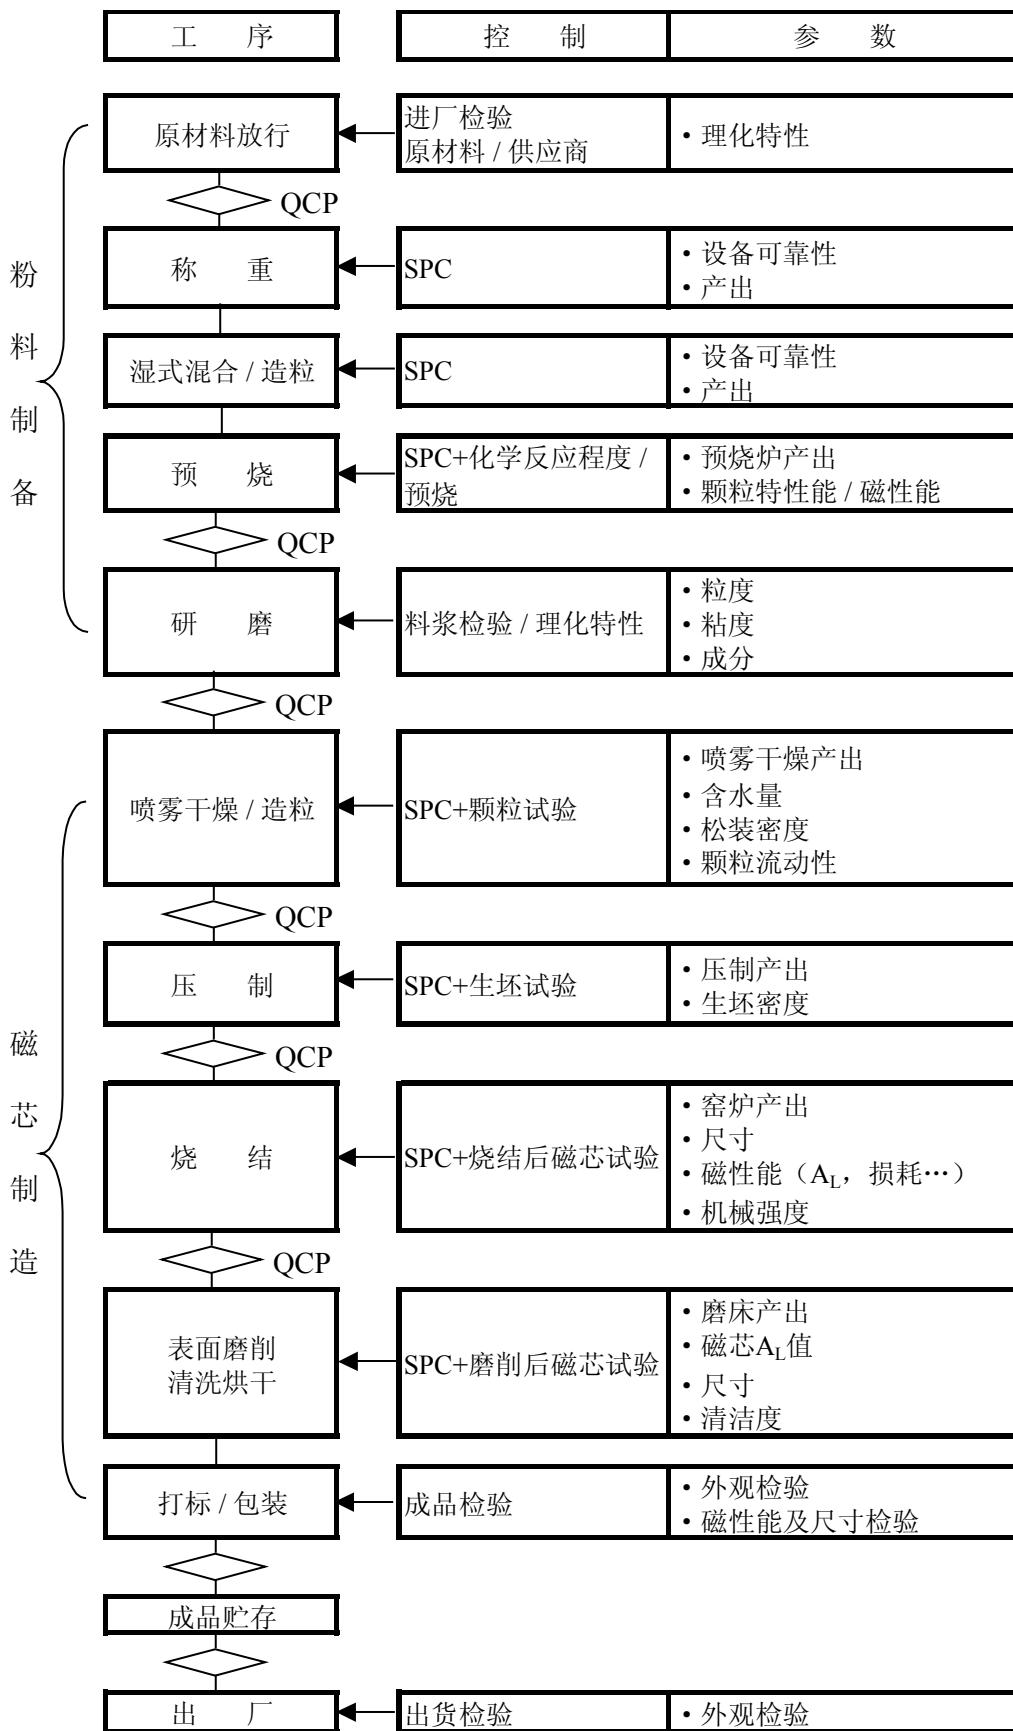 工 序 控 制 参 数
原材料放行
进厂检验
原材料 / 供应商
·理化特性
QCP
称 重
SPC
·设备可靠性
·产出
湿式混合 / 造粒
SPC
·设备可靠性
·产出
预 烧
SPC+化学反应程度 /
预烧
·预烧炉产出
·颗粒特性能 / 磁性能
QCP
研 磨
料浆检验 / 理化特性
·粒度
·粘度
·成分
粉料制备
QCP
喷雾干燥 / 造粒
SPC+颗粒试验
·喷雾干燥产出
·含水量
·松装密度
·颗粒流动性
QCP
压 制
SPC+生坯试验
·压制产出
·生坯密度
QCP
烧 结
SPC+烧结后磁芯试验
·窑炉产出
·尺寸
·磁性能（AL，损耗…）
·机械强度
QCP
表面磨削
清洗烘干
SPC+磨削后磁芯试验
·磨床产出
·磁芯AL值
·尺寸
·清洁度
打标 / 包装
成品检验
·外观检验
·磁性能及尺寸检验
磁芯制造
成品贮存
出 厂
出货检验
·外观检验